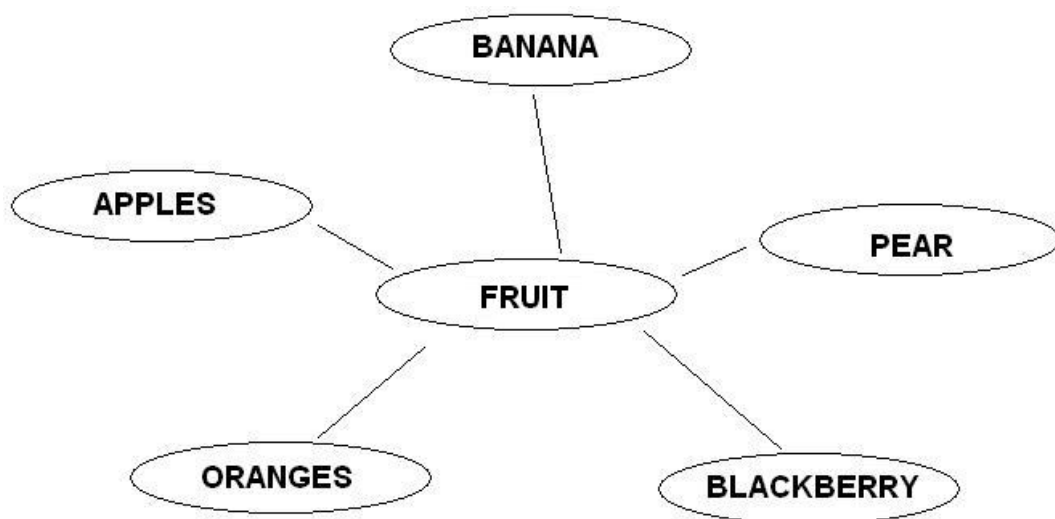 BANANA
APPLES
PEAR
FRUIT
ORANGES
BLACKBERRY